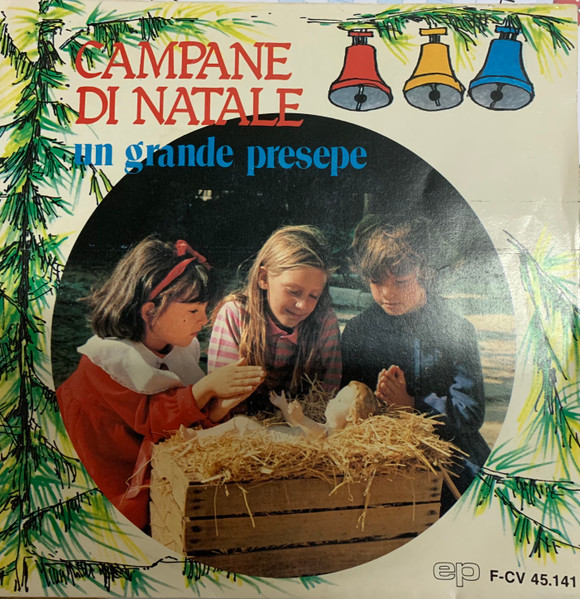 CAMPANE
DI NATALE
un grande presepe
ep F-CV 45.141